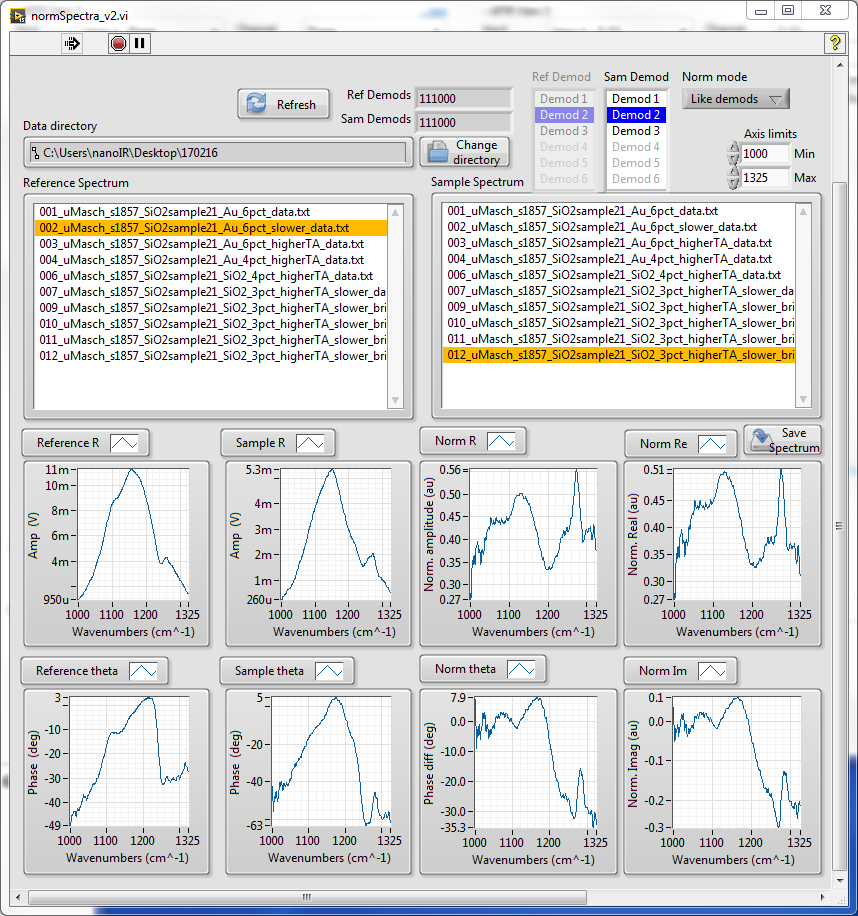 normSpectra_v2.vi
Refresh
Ref Demods 111000
Sam Demods 111000
Ref Demod
Demod 1
Demod 2
Demod 3
Demod 4
Demod 5
Demod 6
Sam Demod
Demod 1
Demod 2
Demod 3
Demod 4
Demod 5
Demod 6
Norm mode
Like demods
Axis limits
1000 Min
1325 Max
Data directory
C:\Users\nanoIR\Desktop\170216
Change
directory
Reference Spectrum
001_uMasch_s1857_SiO2sample21_Au_6pct_data.txt
002_uMasch_s1857_SiO2sample21_Au_6pct_slower_data.txt
003_uMasch_s1857_SiO2sample21_Au_6pct_higherTA_data.txt
004_uMasch_s1857_SiO2sample21_Au_4pct_higherTA_data.txt
006_uMasch_s1857_SiO2sample21_SiO2_4pct_higherTA_data.txt
007_uMasch_s1857_SiO2sample21_SiO2_3pct_higherTA_slower_da
009_uMasch_s1857_SiO2sample21_SiO2_3pct_higherTA_slower_bri
010_uMasch_s1857_SiO2sample21_SiO2_3pct_higherTA_slower_bri
011_uMasch_s1857_SiO2sample21_SiO2_3pct_higherTA_slower_bri
012_uMasch_s1857_SiO2sample21_SiO2_3pct_higherTA_slower_bri
Sample Spectrum
001_uMasch_s1857_SiO2sample21_Au_6pct_data.txt
002_uMasch_s1857_SiO2sample21_Au_6pct_slower_data.txt
003_uMasch_s1857_SiO2sample21_Au_6pct_higherTA_data.txt
004_uMasch_s1857_SiO2sample21_Au_4pct_higherTA_data.txt
006_uMasch_s1857_SiO2sample21_SiO2_4pct_higherTA_data.txt
007_uMasch_s1857_SiO2sample21_SiO2_3pct_higherTA_slower_da
009_uMasch_s1857_SiO2sample21_SiO2_3pct_higherTA_slower_bri
010_uMasch_s1857_SiO2sample21_SiO2_3pct_higherTA_slower_bri
011_uMasch_s1857_SiO2sample21_SiO2_3pct_higherTA_slower_bri
012_uMasch_s1857_SiO2sample21_SiO2_3pct_higherTA_slower_bri
Save
Spectrum
Reference R
Amp (V)
11m
10m
8m
6m
4m
950u
1000 1100 1200 1325
Wavenumbers (cm^-1)
Sample R
Amp (V)
5.3m
4m
3m
2m
1m
260u
1000 1100 1200 1325
Wavenumbers (cm^-1)
Norm R
Norm. amplitude (au)
0.56
0.50
0.45
0.40
0.35
0.30
0.27
1000 1100 1200 1325
Wavenumbers (cm^-1)
Norm Re
Norm. Real (au)
0.51
0.45
0.40
0.35
0.30
0.27
1000 1100 1200 1325
Wavenumbers (cm^-1)
Reference theta
Phase (deg)
3
-10
-20
-30
-40
-49
1000 1100 1200 1325
Wavenumbers (cm^-1)
Sample theta
Phase (deg)
5
-20
-40
-63
1000 1100 1200 1325
Wavenumbers (cm^-1)
Norm theta
Phase diff (deg)
7.9
0.0
-10.0
-20.0
-30.0
-35.3
1000 1100 1200 1325
Wavenumbers (cm^-1)
Norm Im
Norm. Imag (au)
0.1
0.0
-0.1
-0.2
-0.3
1000 1100 1200 1325
Wavenumbers (cm^-1)